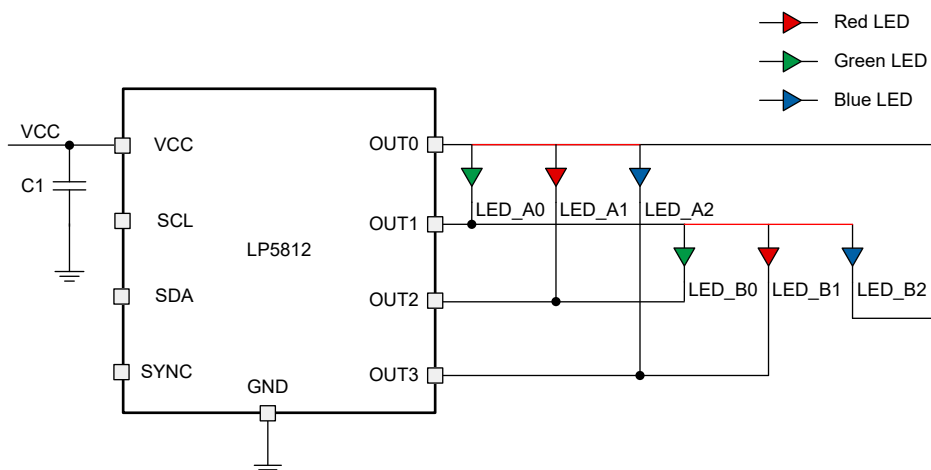 Red LED
Green LED
Blue LED
VCC
VCC
OUT0
C1
LED_A0
LED_A1
LED_A2
SCL
OUT1
LP5812
SDA
OUT2
LED_B0
LED_B1
LED_B2
SYNC
GND
OUT3